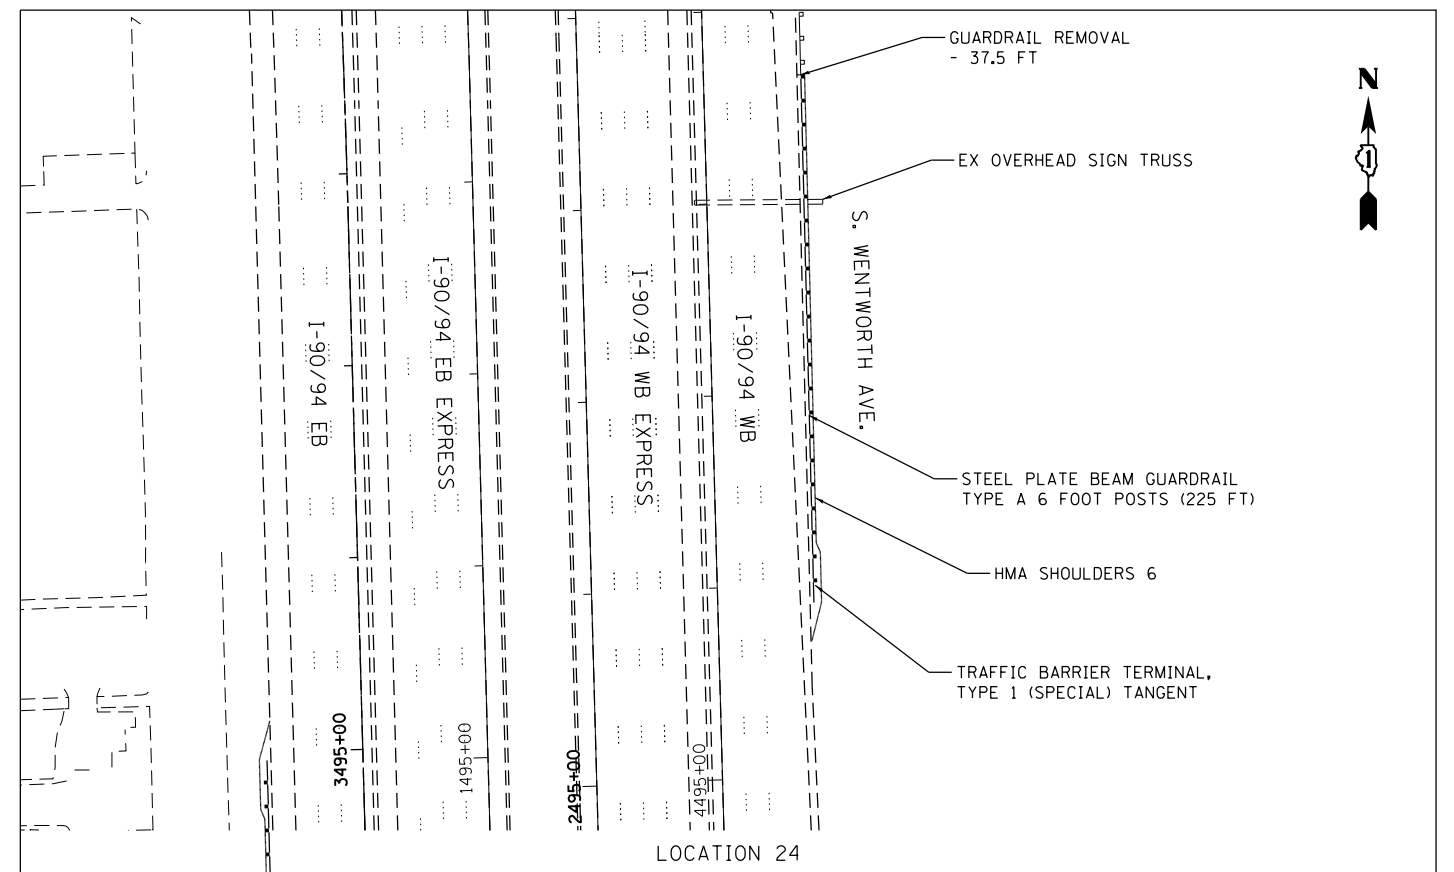 GUARDRAIL REMOVAL
- 37.5 FT
N
1
EX OVERHEAD SIGN TRUSS
S. WENTWORTH AVE.
I-90/94 EB
I-90/94 EB EXPRESS
I-90/94 WB EXPRESS
I-90/94 WB
STEEL PLATE BEAM GUARDRAIL
TYPE A 6 FOOT POSTS (225 FT)
HMA SHOULDERS 6
TRAFFIC BARRIER TERMINAL,
TYPE 1 (SPECIAL) TANGENT
3495+00
1495+00
2495+00
4495+00
LOCATION 24